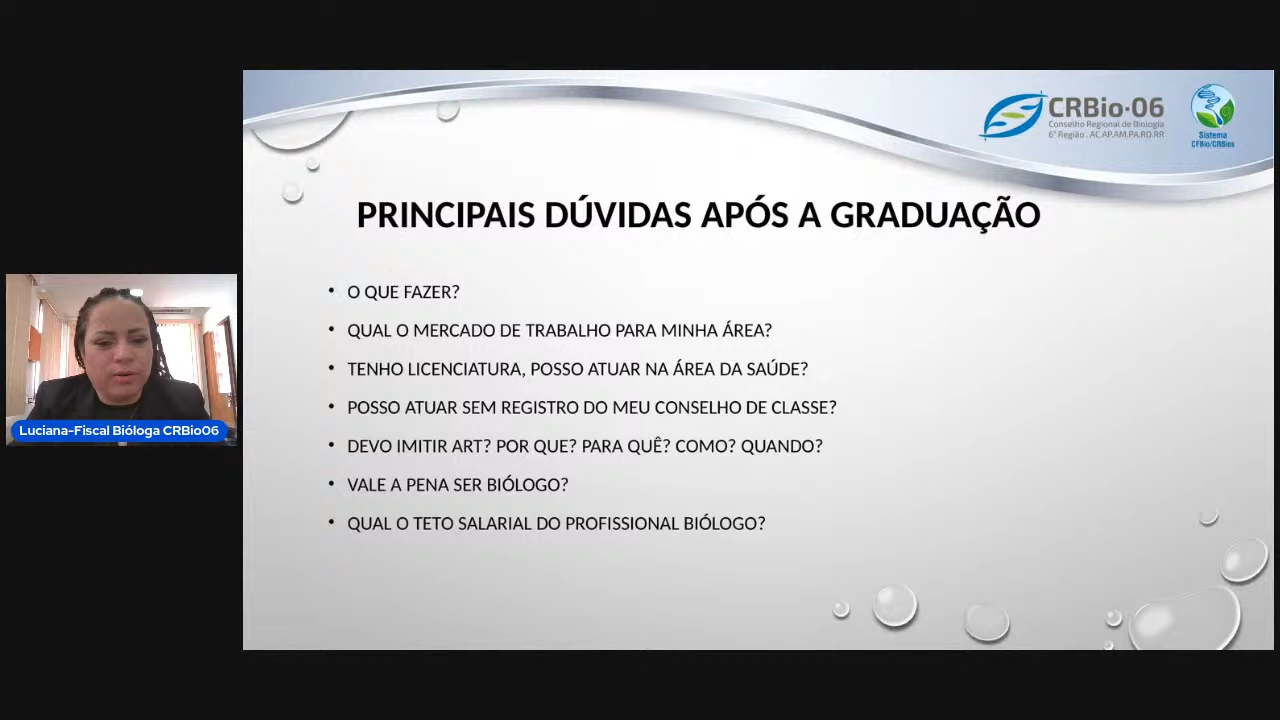 CRBio-06
Conselho Regional de Biologia
6ª Região . AC.AP.AM.PA.RO.RR
Sistema
CFBio/CRBios
PRINCIPAIS DÚVIDAS APÓS A GRADUAÇÃO
• O QUE FAZER?
• QUAL O MERCADO DE TRABALHO PARA MINHA ÁREA?
• TENHO LICENCIATURA, POSSO ATUAR NA ÁREA DA SAÚDE?
• POSSO ATUAR SEM REGISTRO DO MEU CONSELHO DE CLASSE?
• DEVO IMITIR ART? POR QUE? PARA QUÊ? COMO? QUANDO?
• VALE A PENA SER BIÓLOGO?
• QUAL O TETO SALARIAL DO PROFISSIONAL BIÓLOGO?
Luciana-Fiscal Bióloga CRBio06